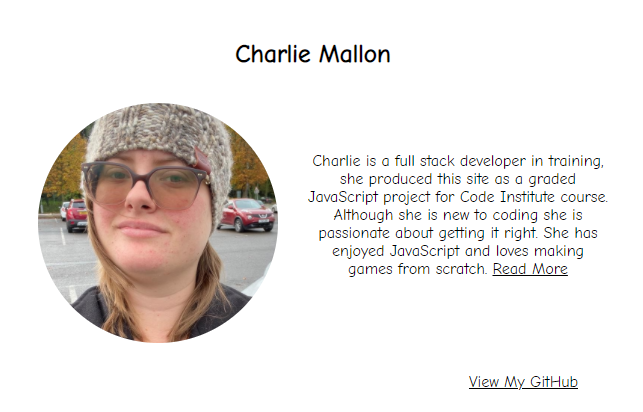 Charlie Mallon
Charlie is a full stack developer in training,
she produced this site as a graded
JavaScript project for Code Institute course.
Although she is new to coding she is
passionate about getting it right. She has
enjoyed JavaScript and loves making
games from scratch. Read More
View My GitHub